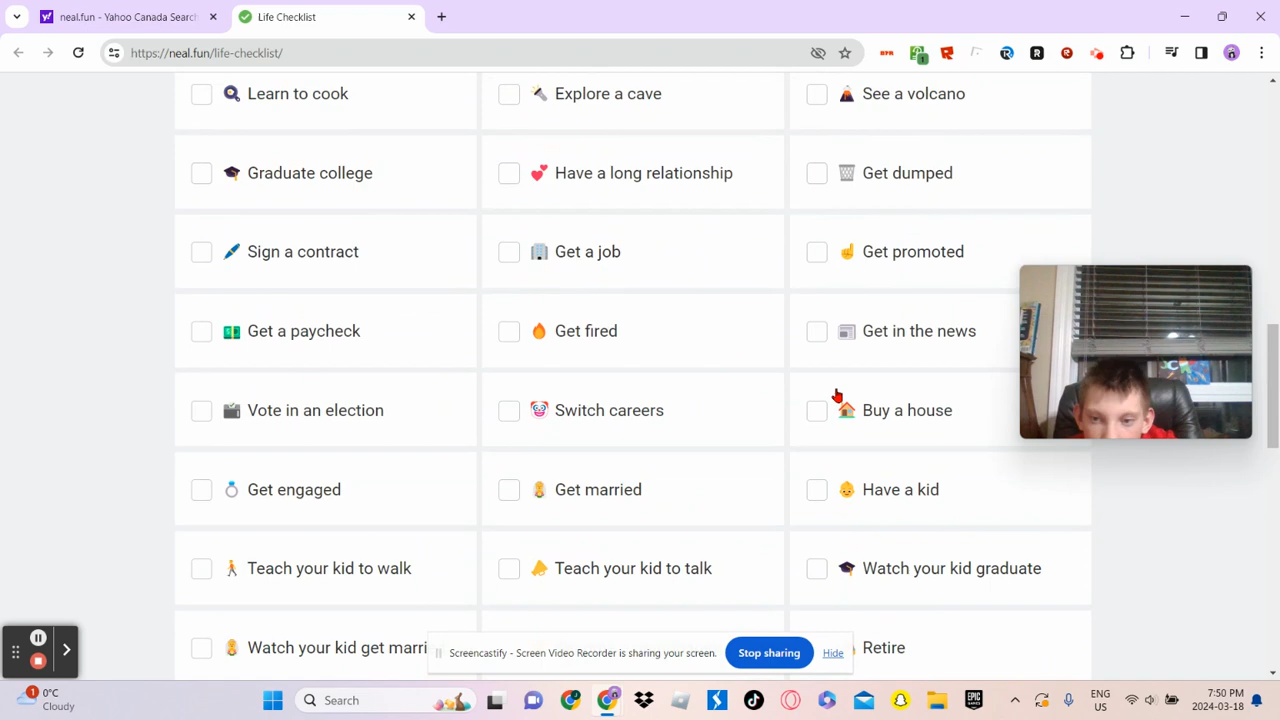 neal.fun - Yahoo Canada Search
Life Checklist
https://neal.fun/life-checklist/
1
Learn to cook
Explore a cave
See a volcano
Graduate college
Have a long relationship
Get dumped
Sign a contract
Get a job
Get promoted
Get a paycheck
Get fired
Get in the news
Vote in an election
Switch careers
Buy a house
Get engaged
Get married
Have a kid
Teach your kid to walk
Teach your kid to talk
Watch your kid graduate
Watch your kid get marri
Retire
Screencastify - Screen Video Recorder is sharing your screen.
Stop sharing
Hide
1
0°C
Cloudy
Search
EPIC
GAMES
ENG
US
7:50 PM
2024-03-18